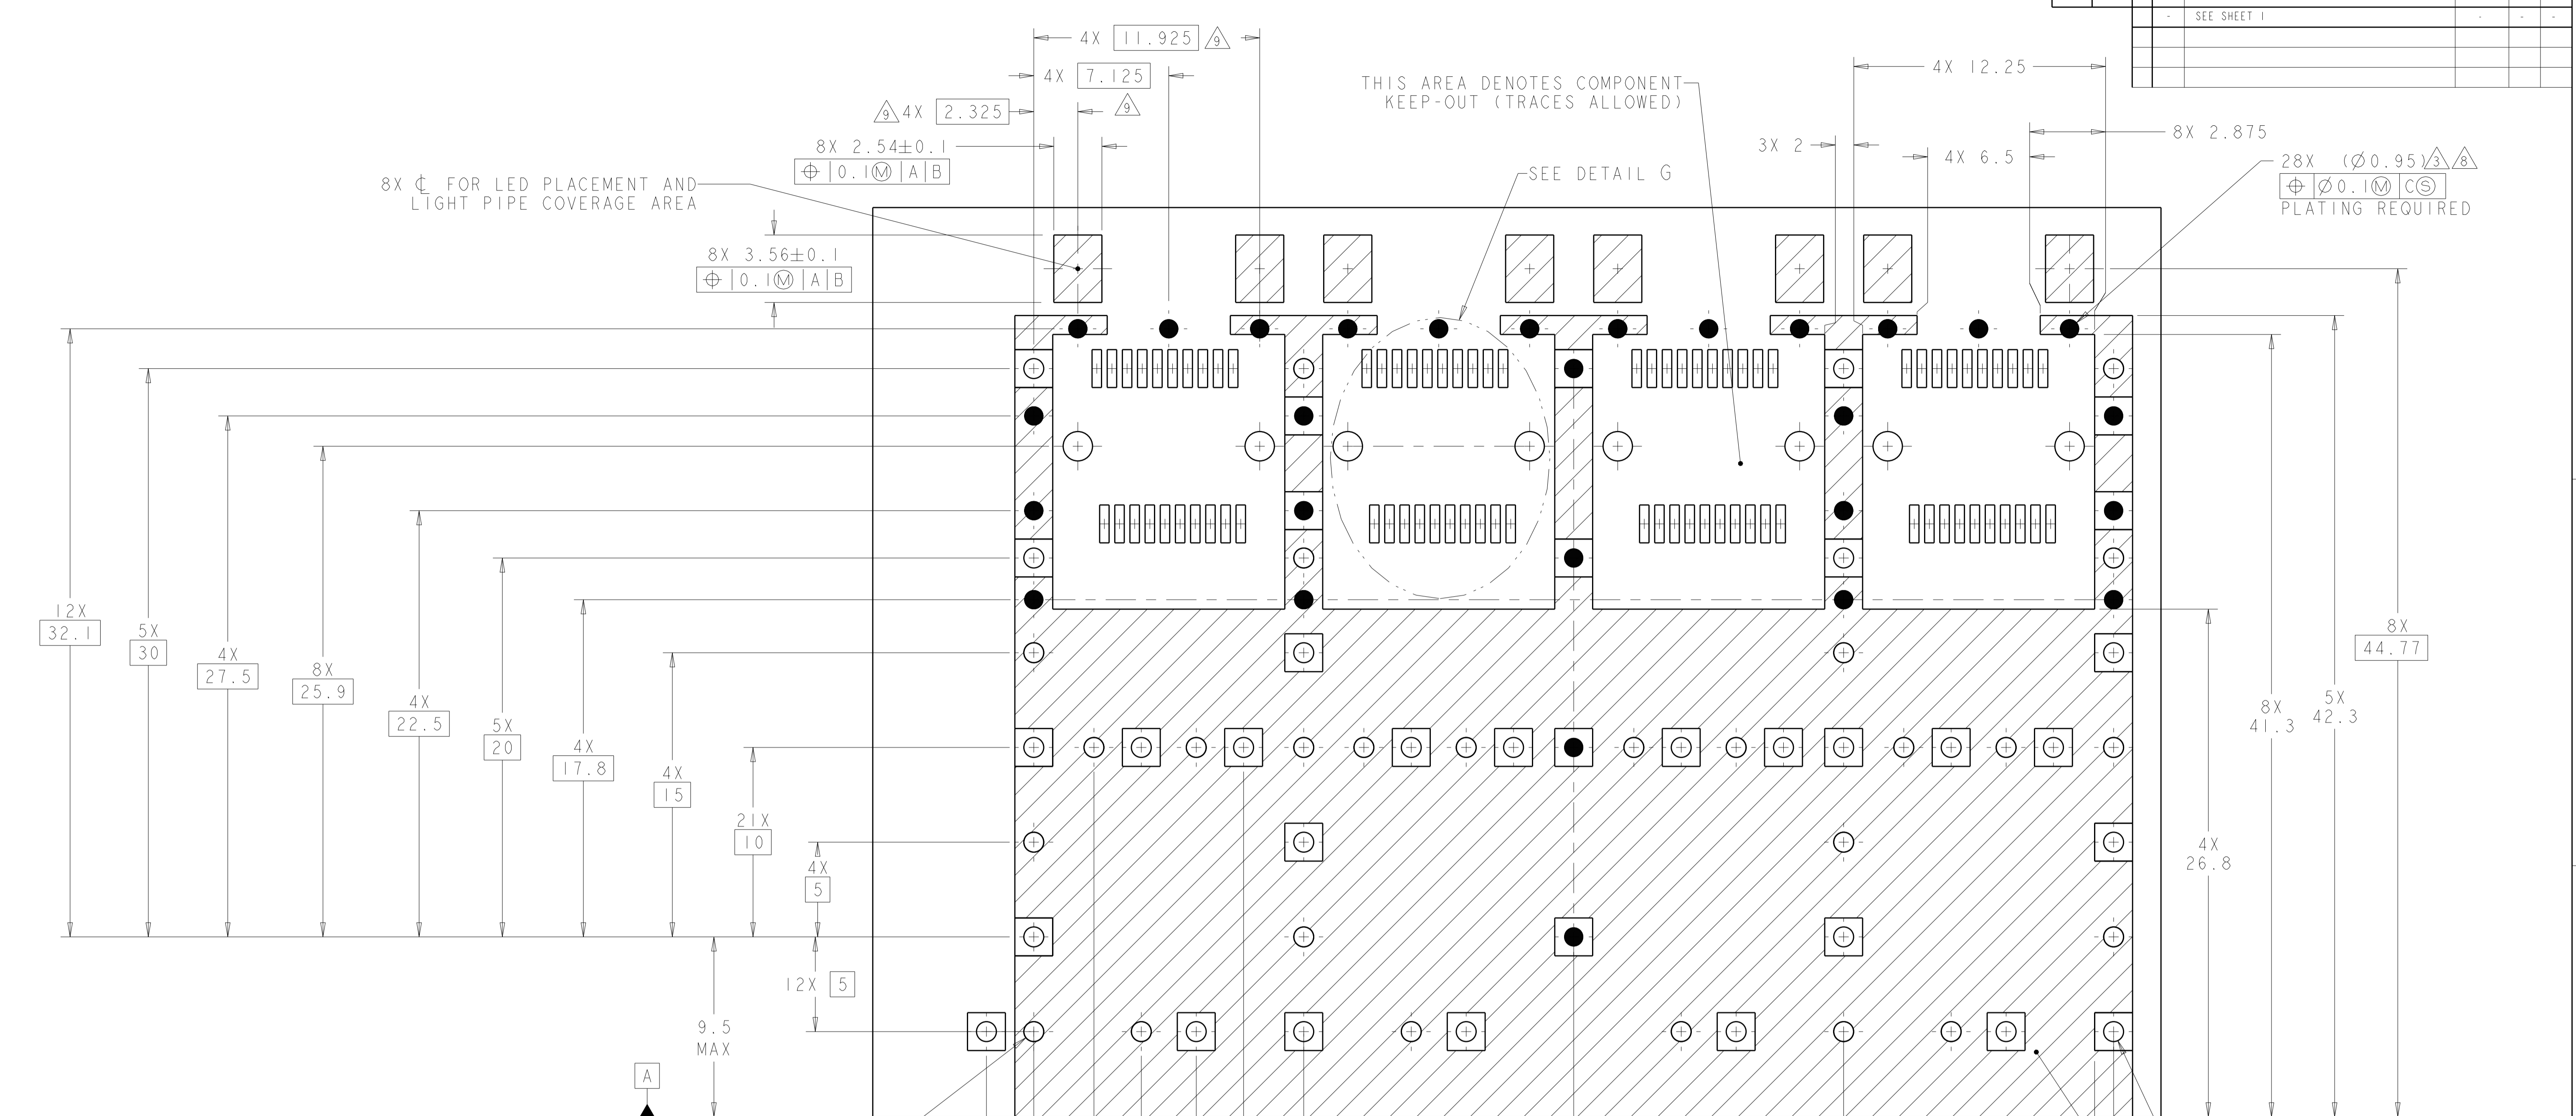 - SEE SHEET 1 - - -
4X 11.925 9
4X 7.125
9 4X 2.325 9
8X 2.54±0.1
⌖ 0.1Ⓜ A B
8X ℄ FOR LED PLACEMENT AND
LIGHT PIPE COVERAGE AREA
8X 3.56±0.1
⌖ 0.1Ⓜ A B
THIS AREA DENOTES COMPONENT
KEEP-OUT (TRACES ALLOWED)
SEE DETAIL G
4X 12.25
3X 2
8X 2.875
4X 6.5
28X (Ø0.95) 3 8
⌖ Ø0.1Ⓜ CⓈ
PLATING REQUIRED
12X
32.1
5X
30
4X
27.5
8X
25.9
4X
22.5
5X
20
4X
17.8
4X
15
21X
10
4X
5
12X 5
9.5
MAX
A
8X
44.77
5X
42.3
8X
41.3
4X
26.8